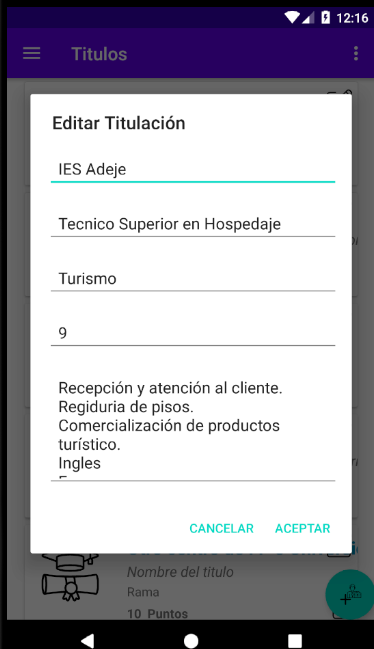 12:16
Titulos
Editar Titulación
IES Adeje
Tecnico Superior en Hospedaje
Turismo
9
Recepción y atención al cliente.
Regiduria de pisos.
Comercialización de productos
turístico.
Ingles
CANCELAR ACEPTAR
Nombre del titulo
Rama
10 Puntos